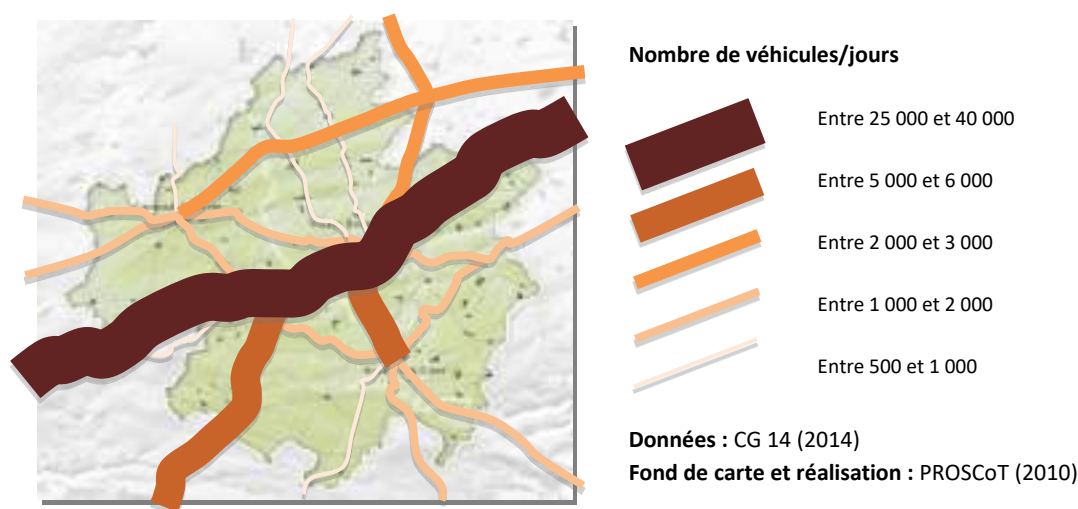 Nombre de véhicules/jours
Entre 25 000 et 40 000
Entre 5 000 et 6 000
Entre 2 000 et 3 000
Entre 1 000 et 2 000
Entre 500 et 1 000
Données : CG 14 (2014)
Fond de carte et réalisation : PROSCoT (2010)